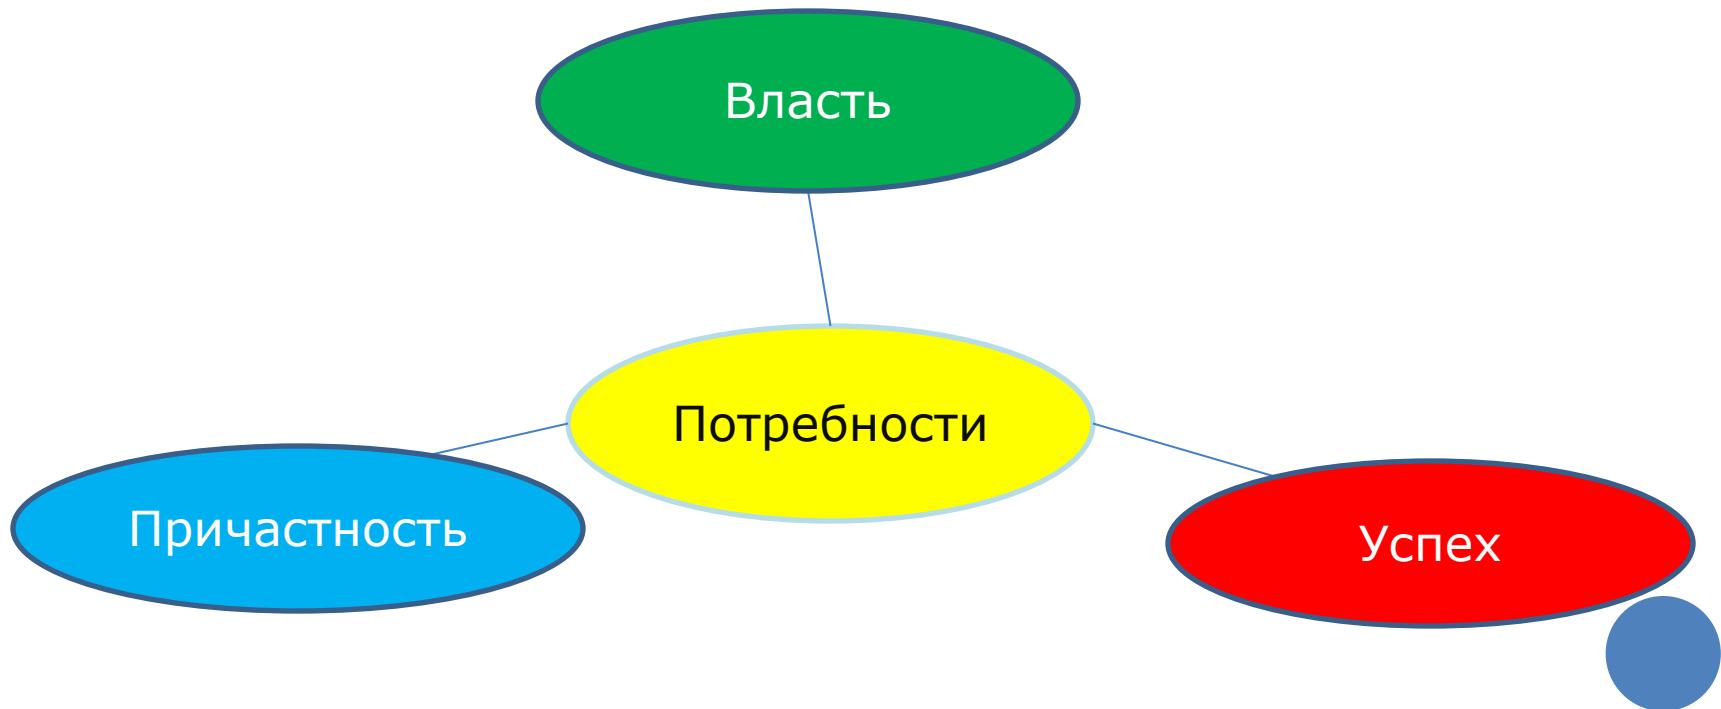 Власть
Потребности
Причастность
Успех